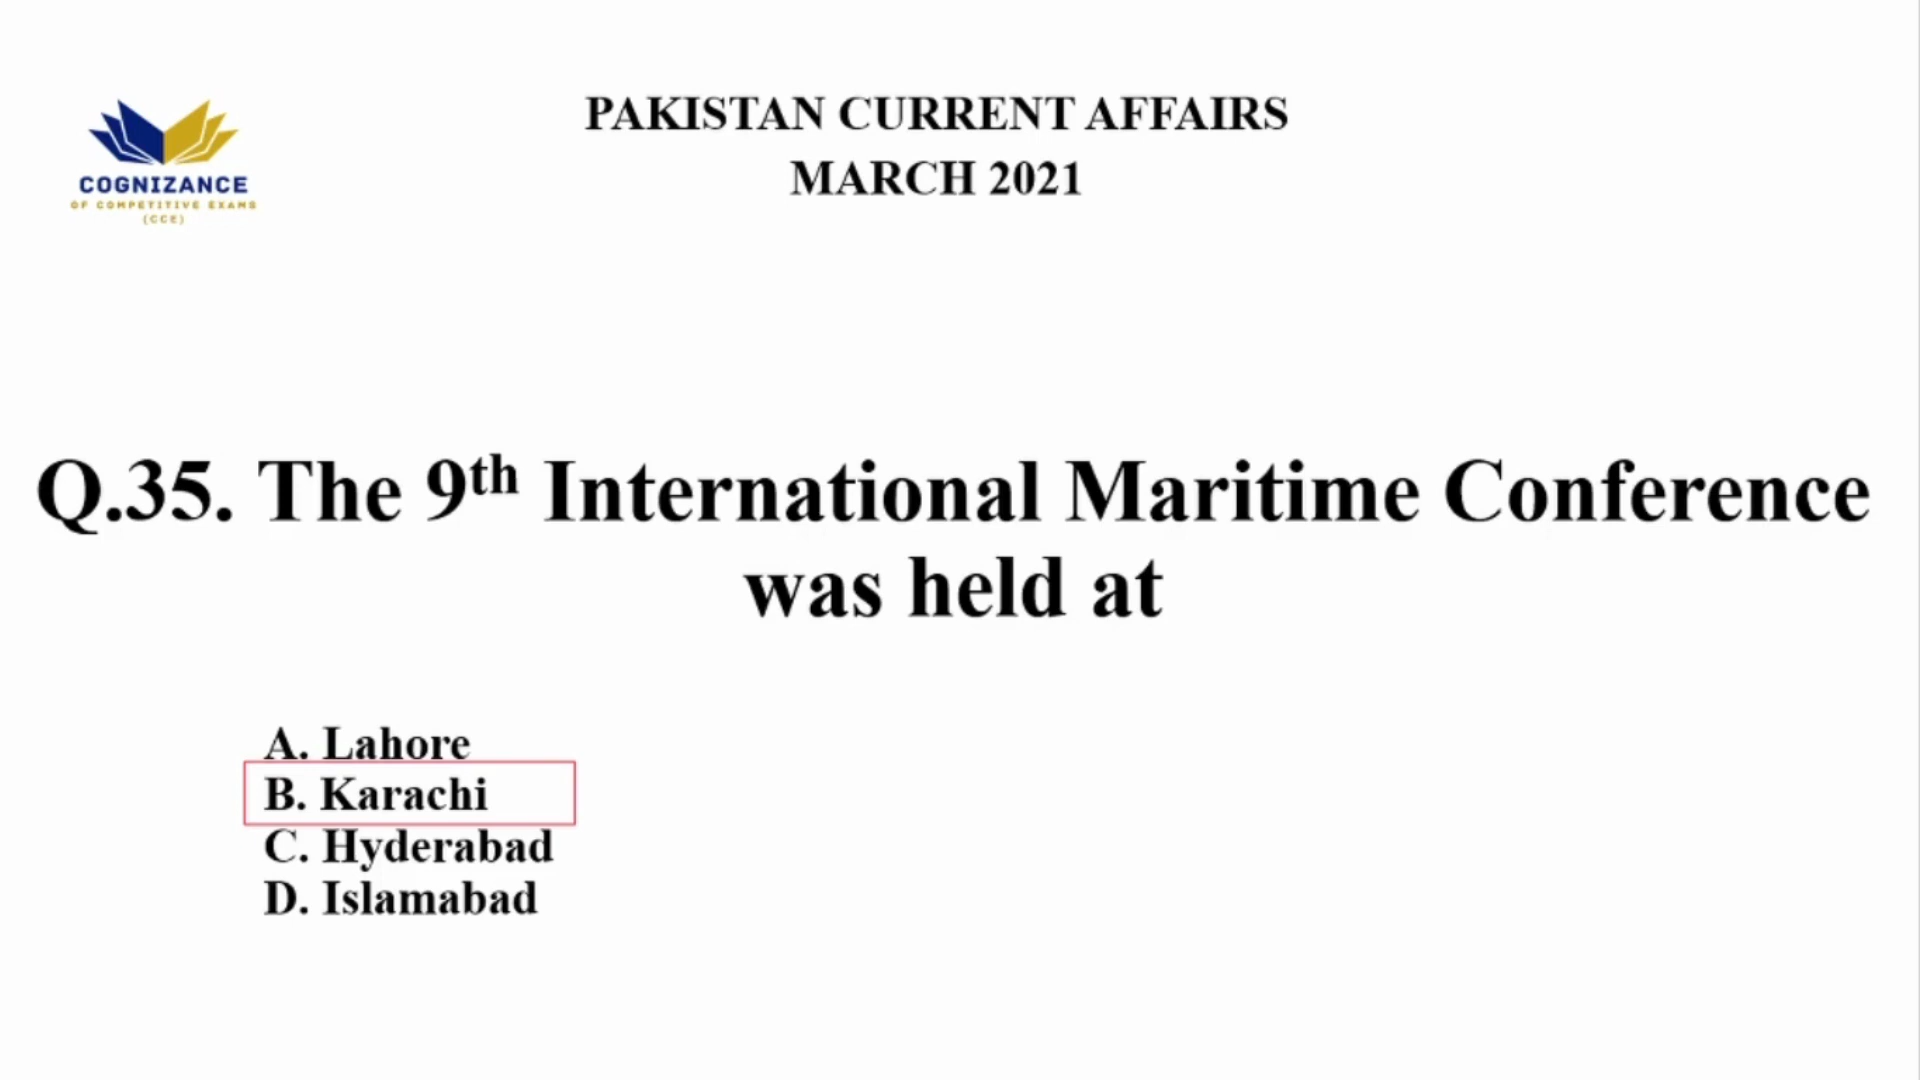 COGNIZANCE
OF COMPETITIVE EXAMS
(CCE)
PAKISTAN CURRENT AFFAIRS
MARCH 2021
Q.35. The 9th International Maritime Conference
was held at
A. Lahore
B. Karachi
C. Hyderabad
D. Islamabad